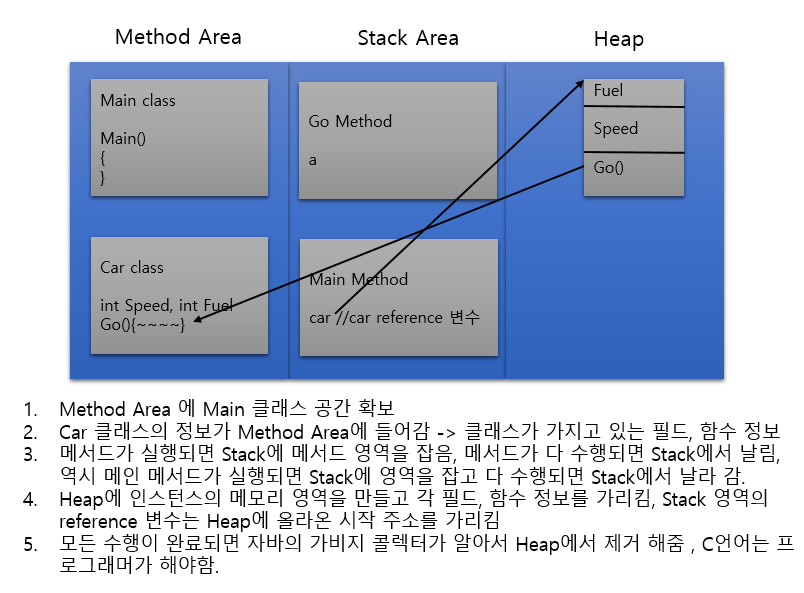 Method Area
Stack Area
Heap
Main class
Main()
{
}
Go Method
a
Fuel
Speed
Go()
Car class
int Speed, int Fuel
Go(){~~~~}
Main Method
car //car reference 변수
1. Method Area 에 Main 클래스 공간 확보
2. Car 클래스의 정보가 Method Area에 들어감 -> 클래스가 가지고 있는 필드, 함수 정보
3. 메서드가 실행되면 Stack에 메서드 영역을 잡음, 메서드가 다 수행되면 Stack에서 날림,
역시 메인 메서드가 실행되면 Stack에 영역을 잡고 다 수행되면 Stack에서 날라 감.
4. Heap에 인스턴스의 메모리 영역을 만들고 각 필드, 함수 정보를 가리킴, Stack 영역의
reference 변수는 Heap에 올라온 시작 주소를 가리킴
5. 모든 수행이 완료되면 자바의 가비지 콜렉터가 알아서 Heap에서 제거 해줌 , C언어는 프
로그래머가 해야함.